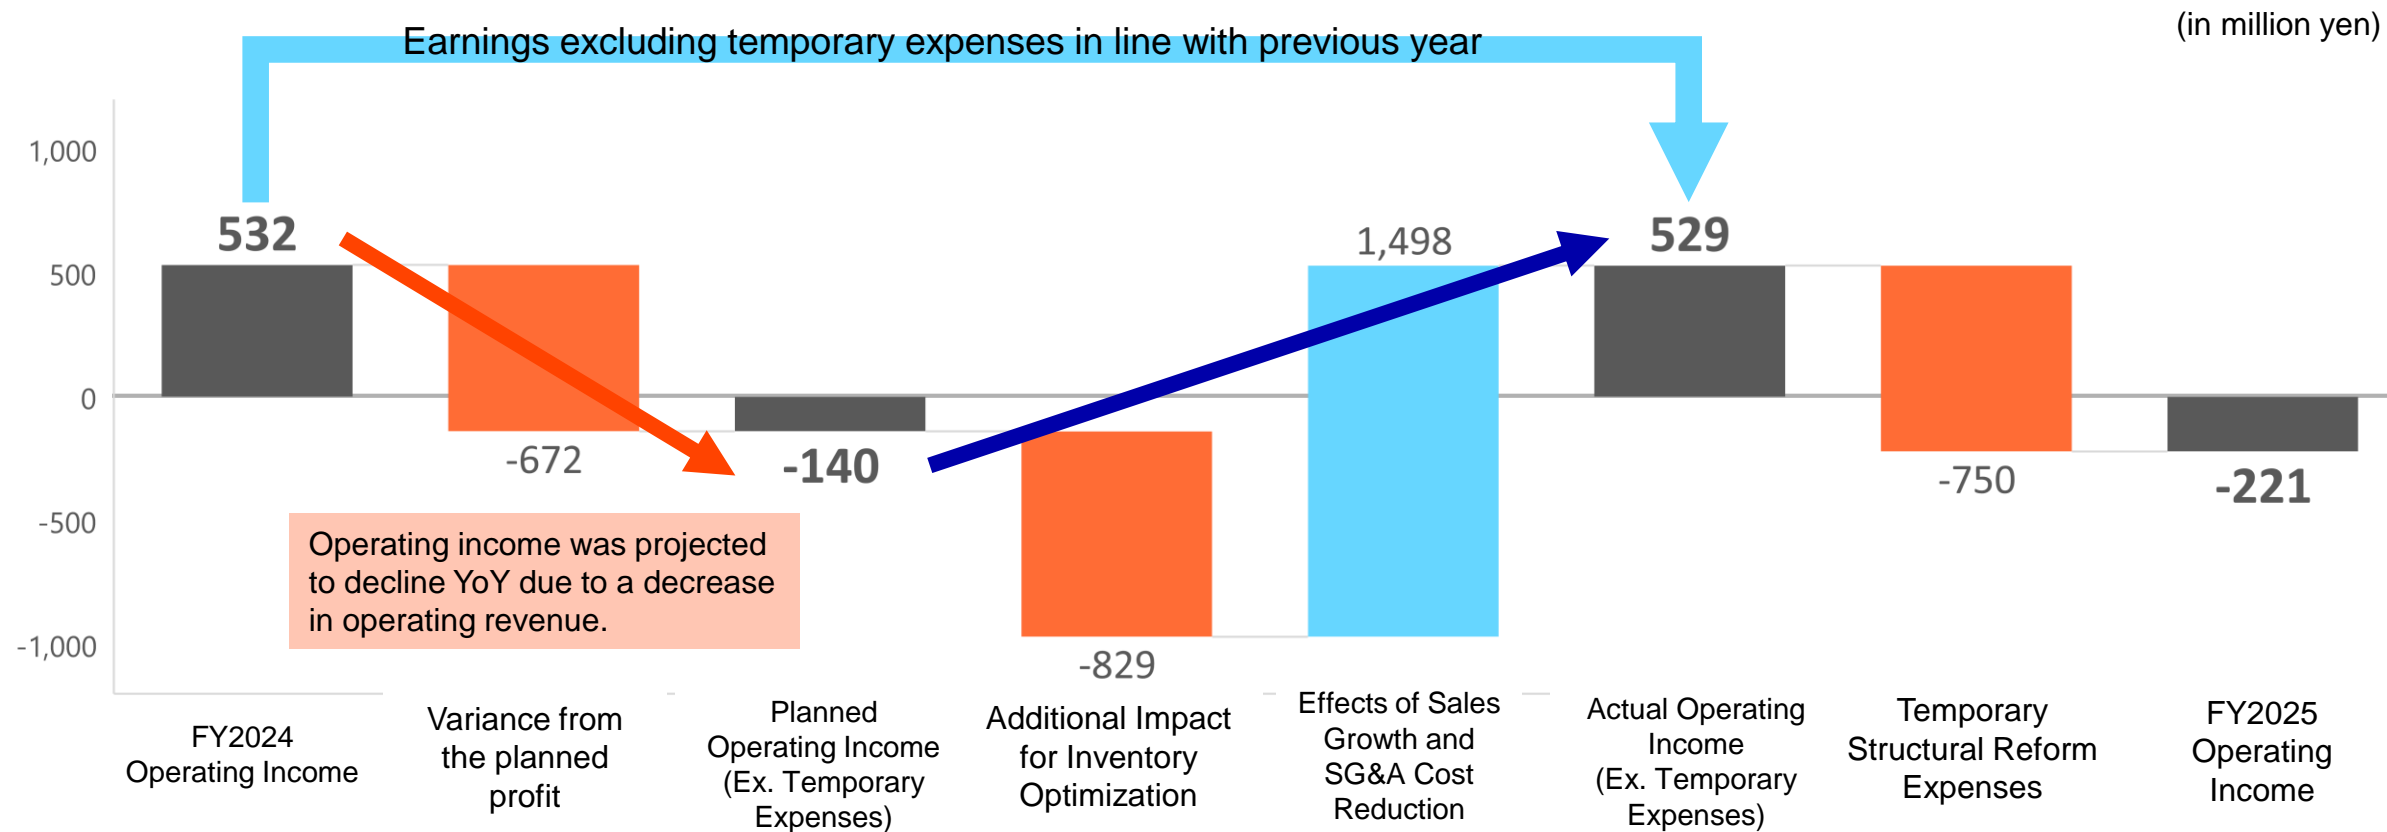 (in million yen)
Earnings excluding temporary expenses in line with previous year
1,000
500
0
-500
-1,000
532
-672
-140
-829
1,498
529
-750
-221
Operating income was projected
to decline YoY due to a decrease
in operating revenue.
FY2024
Operating Income
Variance from
the planned
profit
Planned
Operating Income
(Ex. Temporary
Expenses)
Additional Impact
for Inventory
Optimization
Effects of Sales
Growth and
SG&A Cost
Reduction
Actual Operating
Income
(Ex. Temporary
Expenses)
Temporary
Structural Reform
Expenses
FY2025
Operating
Income